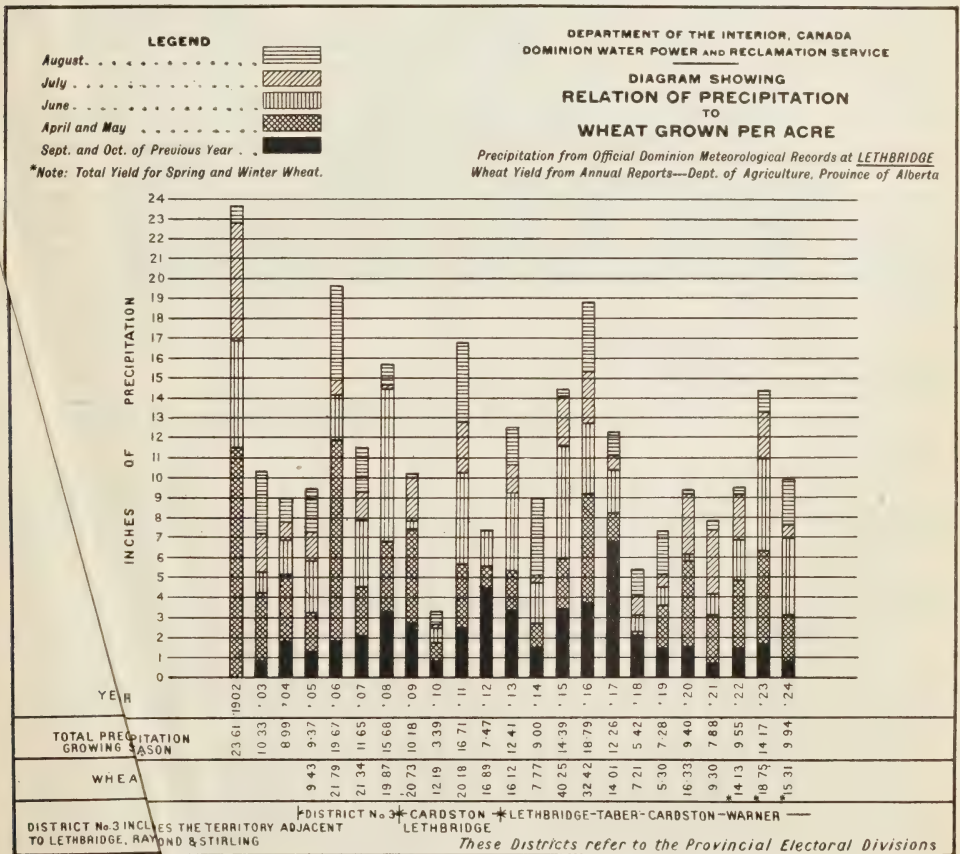 LEGEND
August
July
June
April and May
Sept. and Oct. of Previous Year
*Note: Total Yield for Spring and Winter Wheat.
DEPARTMENT OF THE INTERIOR, CANADA
DOMINION WATER POWER AND RECLAMATION SERVICE
DIAGRAM SHOWING
RELATION OF PRECIPITATION
TO
WHEAT GROWN PER ACRE
Precipitation from Official Dominion Meteorological Records at LETHBRIDGE
Wheat Yield from Annual Reports---Dept. of Agriculture, Province of Alberta
INCHES OF PRECIPITATION
24
23
22
21
20
19
18
17
16
15
14
13
12
11
10
9
8
7
6
5
4
3
2
1
0
YER 1902 '03 '04 '05 '06 '07 '08 '09 '10 '11 '12 '13 '14 '15 '16 '17 '18 '19 '20 '21 '22 '23 '24
TOTAL PRECPITATION
GROWING SASON
23 61 10 33 8.99 9.37 19.67 11 65 15 68 10 18 3.39 16 71 7.47 12 41 9 00 14.39 18.79 12 26 5 42 7.28 9 40 7 88 9 55 14 17 9 94
WHEA 9 43 21 79 21 34 19 87 20 73 12 19 20 18 16 89 16 12 7.77 40 25 32 42 14 01 7 21 5 30 16 33 9 30 *14 13 *18 75 *15 31
DISTRICT No 3 * CARDSTON * LETHBRIDGE-TABER-CARDSTON-WARNER
LETHBRIDGE
DISTRICT No.3 INCLES THE TERRITORY ADJACENT
TO LETHBRIDGE, RAYOND & STIRLING
These Districts refer to the Provincial Electoral Divisions